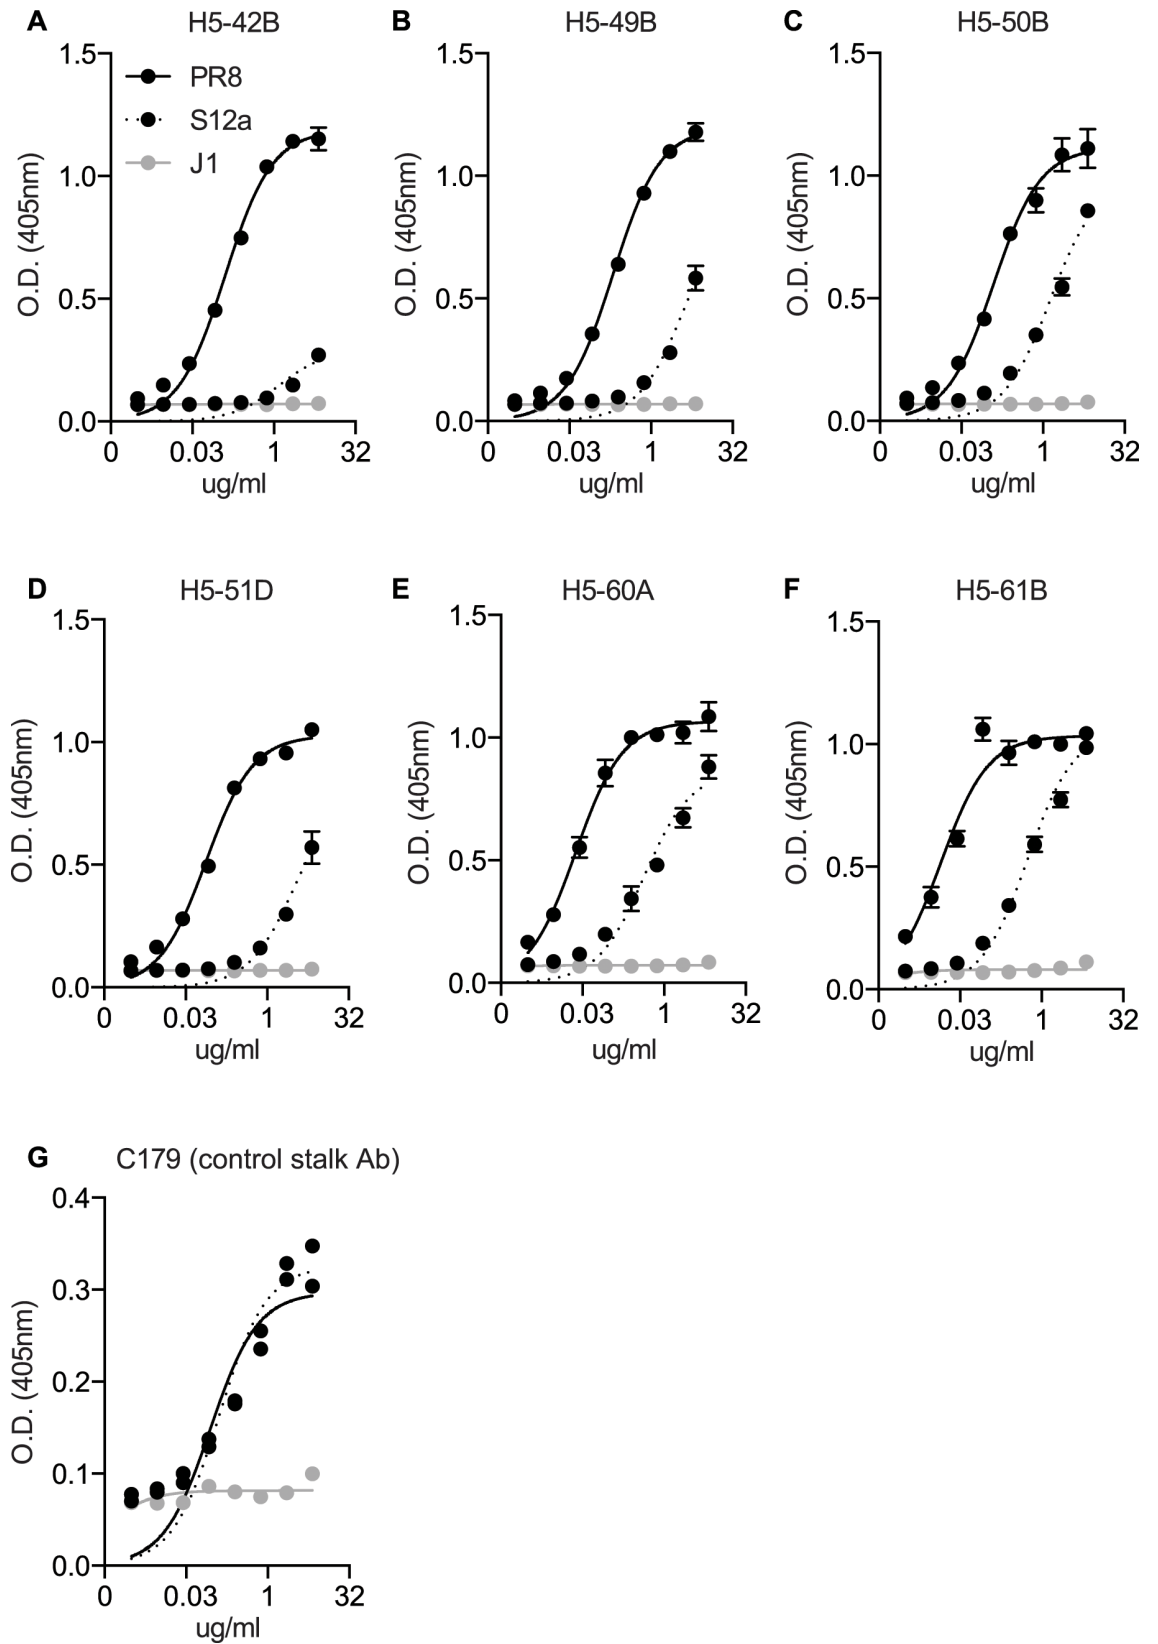 A H5-42B
1.5
1.0
0.5
0.0
O.D. (405nm)
PR8
S12a
J1
0 0.03 1 32
ug/ml
B H5-49B
1.5
1.0
0.5
0.0
O.D. (405nm)
0 0.03 1 32
ug/ml
C H5-50B
1.5
1.0
0.5
0.0
O.D. (405nm)
0 0.03 1 32
ug/ml
D H5-51D
1.5
1.0
0.5
0.0
O.D. (405nm)
0 0.03 1 32
ug/ml
E H5-60A
1.5
1.0
0.5
0.0
O.D. (405nm)
0 0.03 1 32
ug/ml
F H5-61B
1.5
1.0
0.5
0.0
O.D. (405nm)
0 0.03 1 32
ug/ml
G C179 (control stalk Ab)
0.4
0.3
0.2
0.1
0.0
O.D. (405nm)
0 0.03 1 32
ug/ml